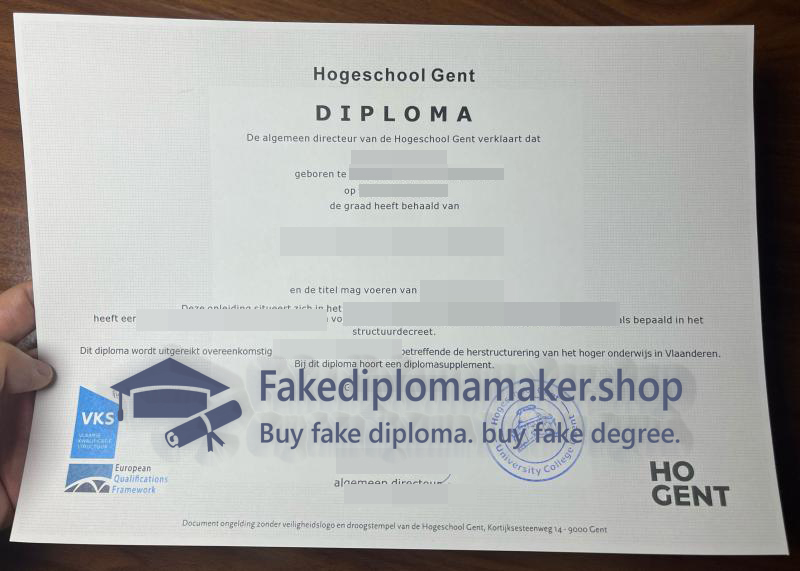 Hogeschool Gent
DIPLOMA
De algemeen directeur van de Hogeschool Gent verklaart dat
geboren te
op
de graad heeft behaald van
en de titel mag voeren van
Deze opleiding situeert zich in het
heeft een vo als bepaald in het
structuurdecreet.
Dit diploma wordt uitgereikt overeenkomstig betreffende de herstructurering van het hoger onderwijs in Vlaanderen.
Bij dit diploma hoort een diplomasupplement.
Fakediplomamaker.shop
Buy fake diploma. buy fake degree.
VKS
VLAAMSE
KWALIFICATIE
STRUCTUUR
University College
European
Qualifications
Framework
algemeen directeur
HO
GENT
Document ongeldig zonder veiligheidslogo en droogstempel van de Hogeschool Gent, Kortrijksesteenweg 14 - 9000 Gent